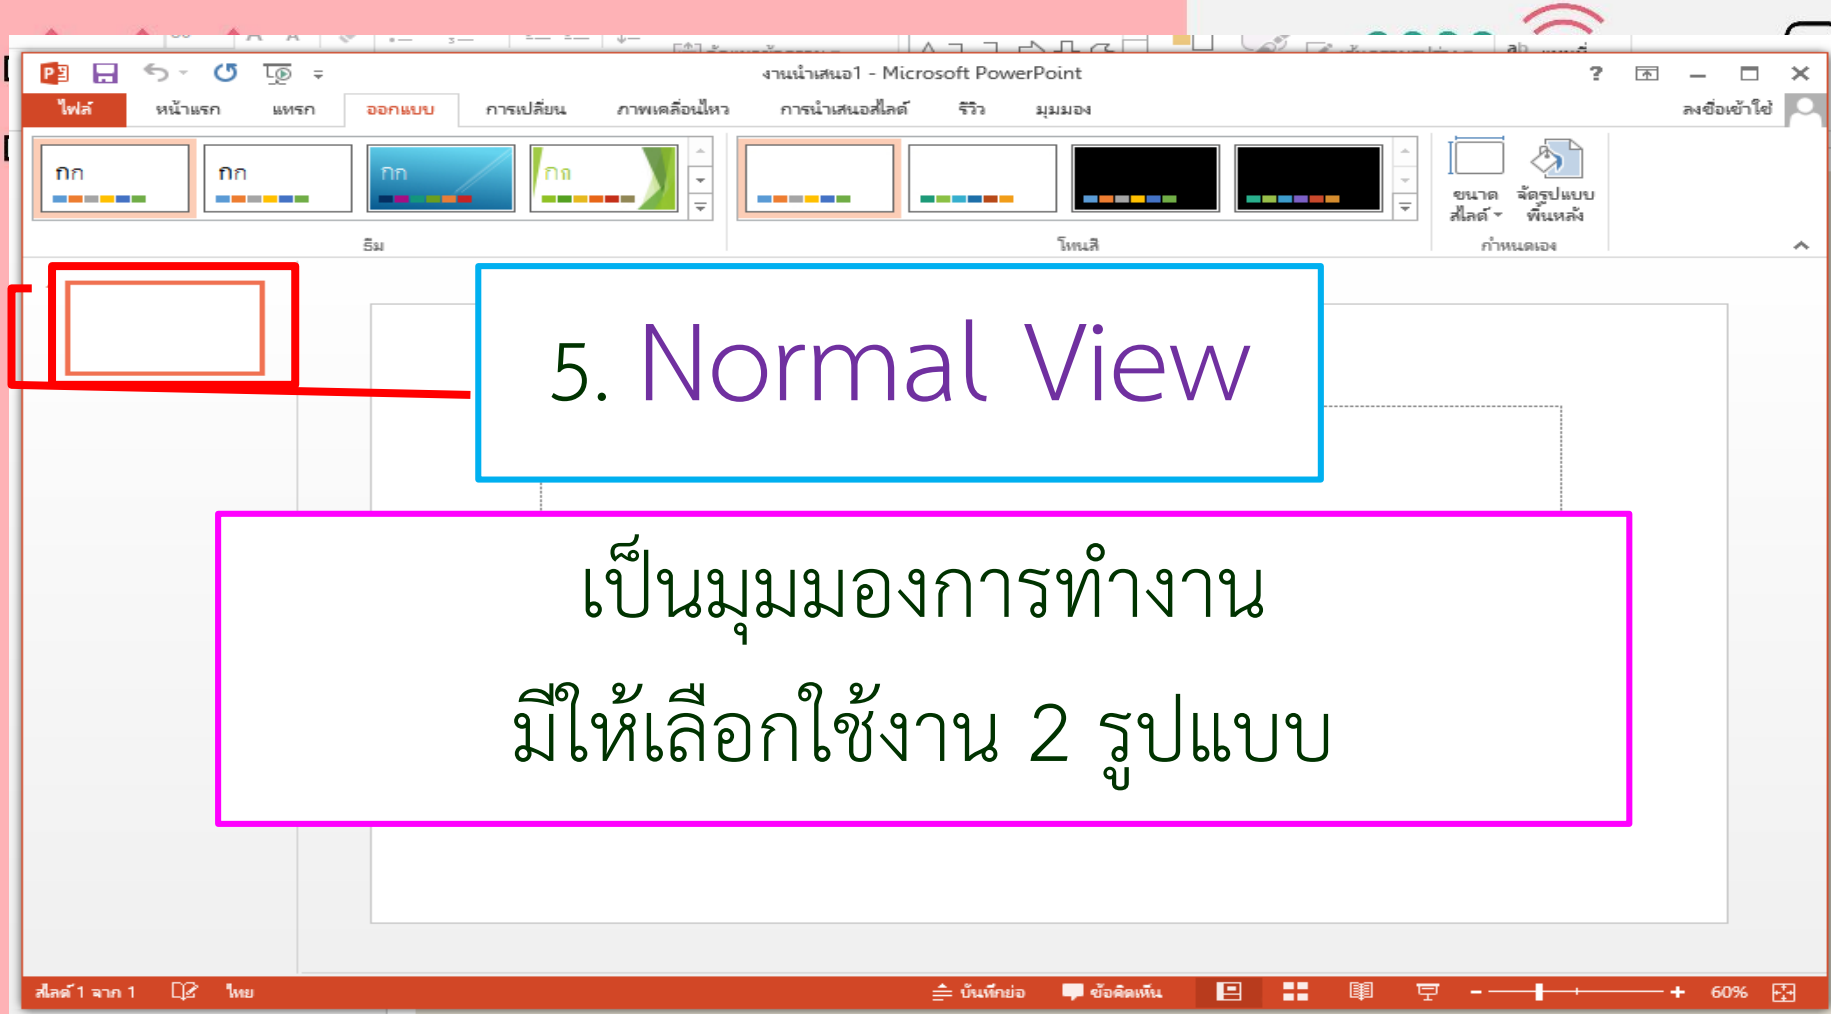 งานนำเสนอ1 - Microsoft PowerPoint
ไฟล์ หน้าแรก แทรก ออกแบบ การเปลี่ยน ภาพเคลื่อนไหว การนำเสนอสไลด์ รีวิว มุมมอง ลงชื่อเข้าใช้
กก กก กก กก
ขนาดสไลด์ จัดรูปแบบพื้นหลัง
ธีม โทนสี กำหนดเอง
5. Normal View
เป็นมุมมองการทำงาน
มีให้เลือกใช้งาน 2 รูปแบบ
สไลด์ 1 จาก 1 ไทย บันทึกย่อ ข้อคิดเห็น 60%